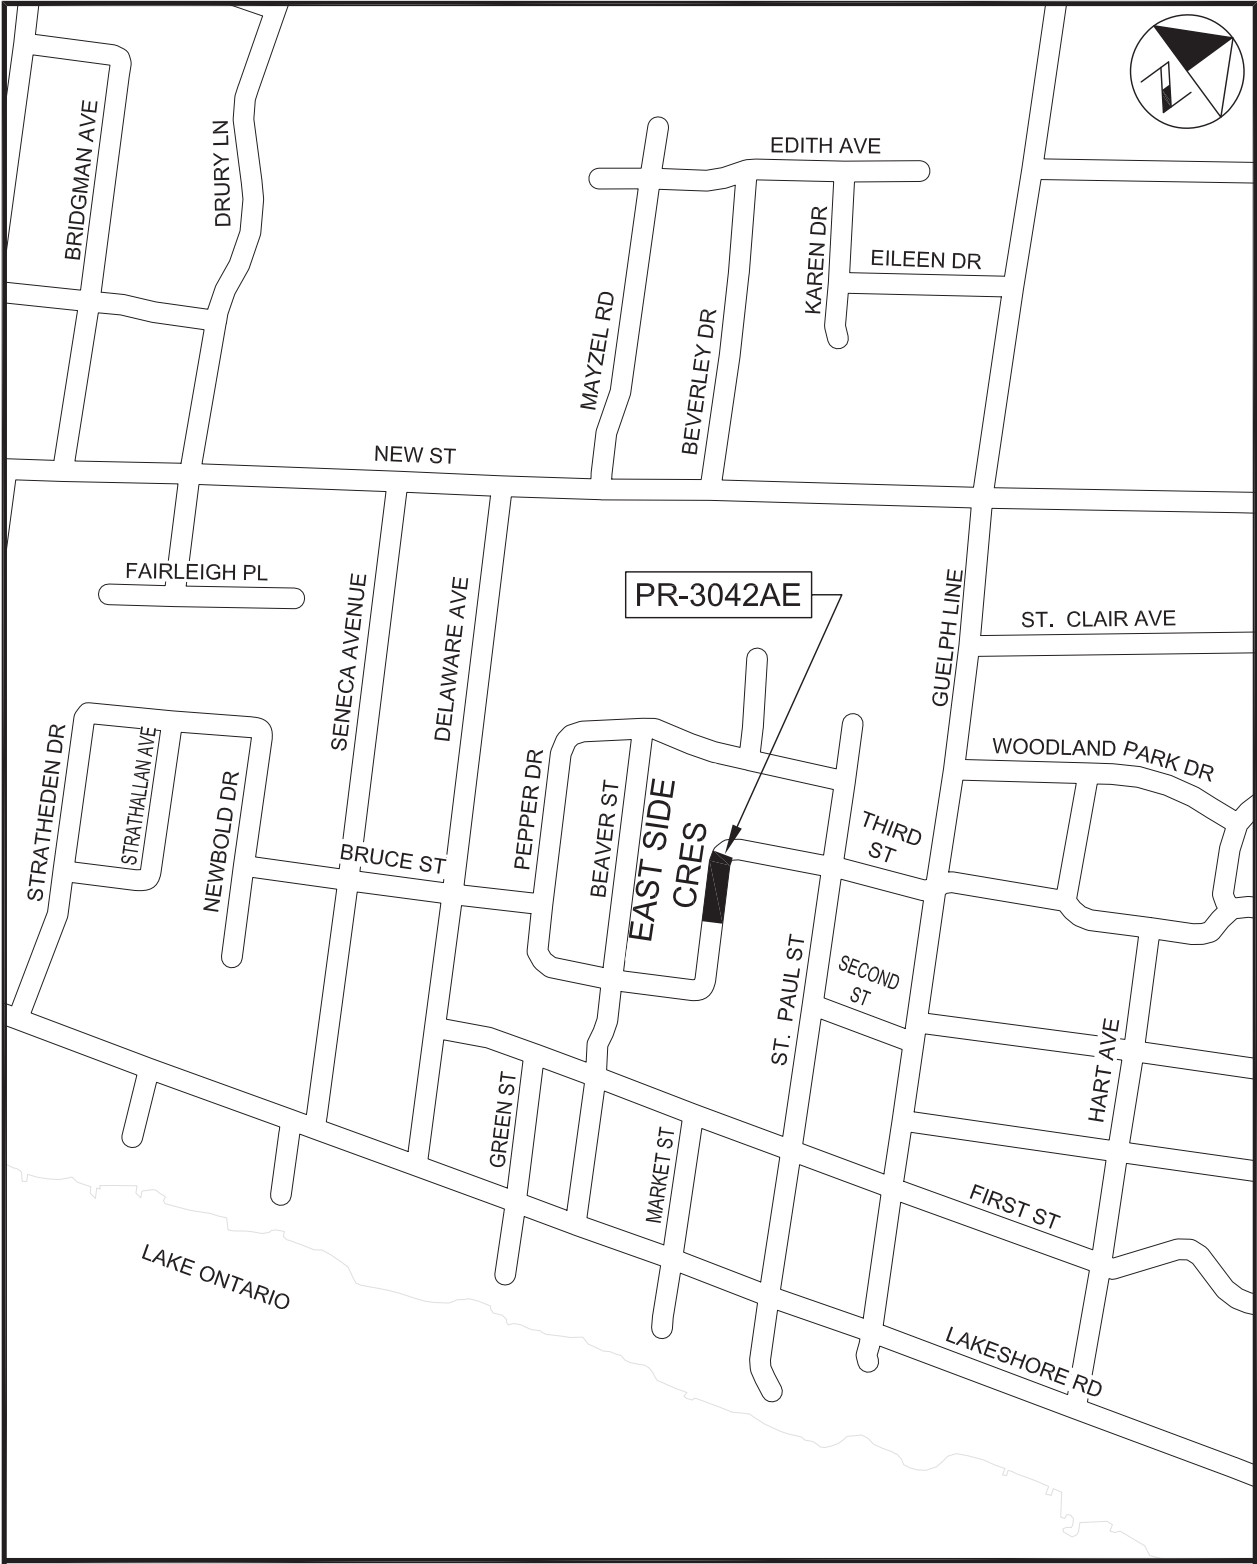 BRIDGMAN AVE
DRURY LN
EDITH AVE
KAREN DR
EILEEN DR
MAYZEL RD
BEVERLEY DR
NEW ST
FAIRLEIGH PL
SENECA AVENUE
DELAWARE AVE
PR-3042AE
GUELPH LINE
ST. CLAIR AVE
STRATHEDEN DR
STRATHALLAN AVE
NEWBOLD DR
BRUCE ST
PEPPER DR
BEAVER ST
EAST SIDE
CRES
THIRD
ST
WOODLAND PARK DR
ST. PAUL ST
SECOND
ST
HART AVE
GREEN ST
MARKET ST
FIRST ST
LAKE ONTARIO
LAKESHORE RD
N